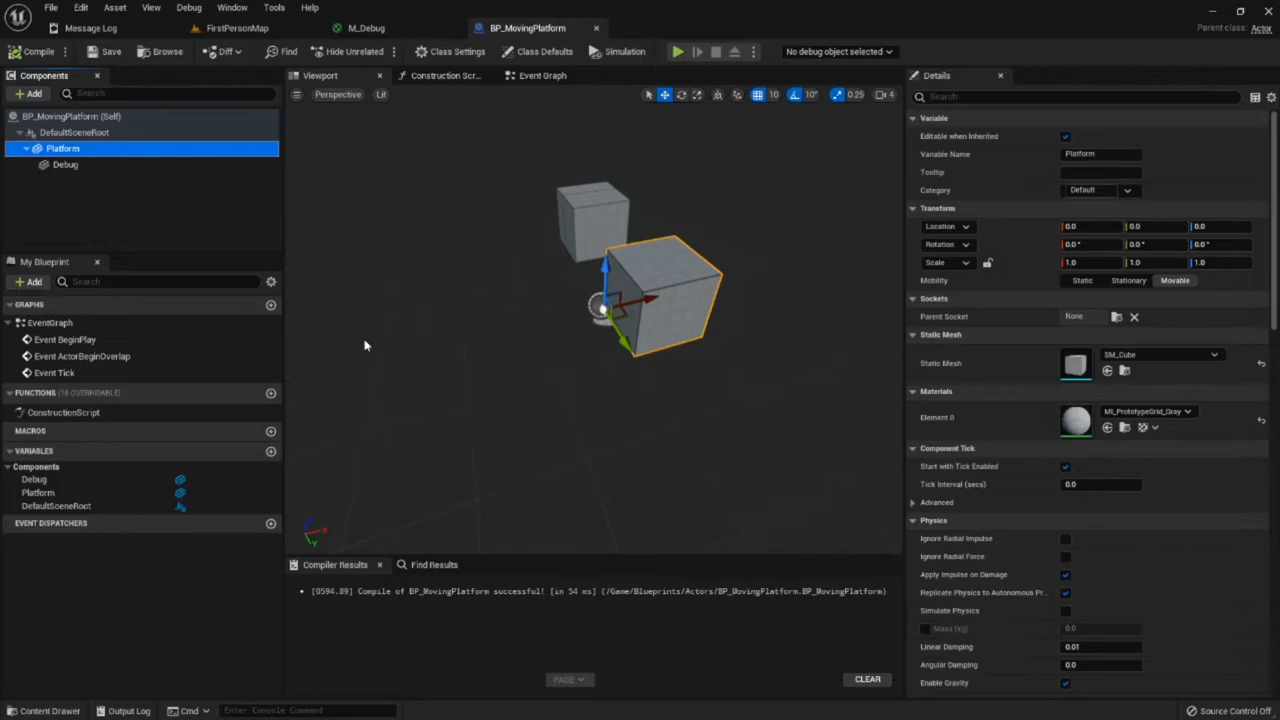 File Edit Asset View Debug Window Tools Help
Message Log FirstPersonMap M_Debug BP_MovingPlatform Parent class: Actor
Compile Save Browse Diff Find Hide Unrelated Class Settings Class Defaults Simulation No debug object selected
Components Viewport Construction Scr... Event Graph Details
Add Search Perspective Lit 10 10° 0.25 4 Search
BP_MovingPlatform (Self)
DefaultSceneRoot
Platform
Debug
My Blueprint
Add Search
GRAPHS
EventGraph
Event BeginPlay
Event ActorBeginOverlap
Event Tick
FUNCTIONS (18 OVERRIDABLE)
ConstructionScript
MACROS
VARIABLES
Components
Debug
Platform
DefaultSceneRoot
EVENT DISPATCHERS
X
Y
Compiler Results Find Results
[0594.89] Compile of BP_MovingPlatform successful! [in 54 ms] (/Game/Blueprints/Actors/BP_MovingPlatform.BP_MovingPlatform)
PAGE CLEAR
Variable
Editable when Inherited
Variable Name Platform
Tooltip
Category Default
Transform
Location 0.0 0.0 0.0
Rotation 0.0° 0.0° 0.0°
Scale 1.0 1.0 1.0
Mobility Static Stationary Movable
Sockets
Parent Socket None
Static Mesh
Static Mesh SM_Cube
Materials
Element 0 MI_PrototypeGrid_Gray
Component Tick
Start with Tick Enabled
Tick Interval (secs) 0.0
Advanced
Physics
Ignore Radial Impulse
Ignore Radial Force
Apply Impulse on Damage
Replicate Physics to Autonomous Pr...
Simulate Physics
Mass (kg) 0.0
Linear Damping 0.01
Angular Damping 0.0
Enable Gravity
Content Drawer Output Log Cmd Enter Console Command Source Control Off